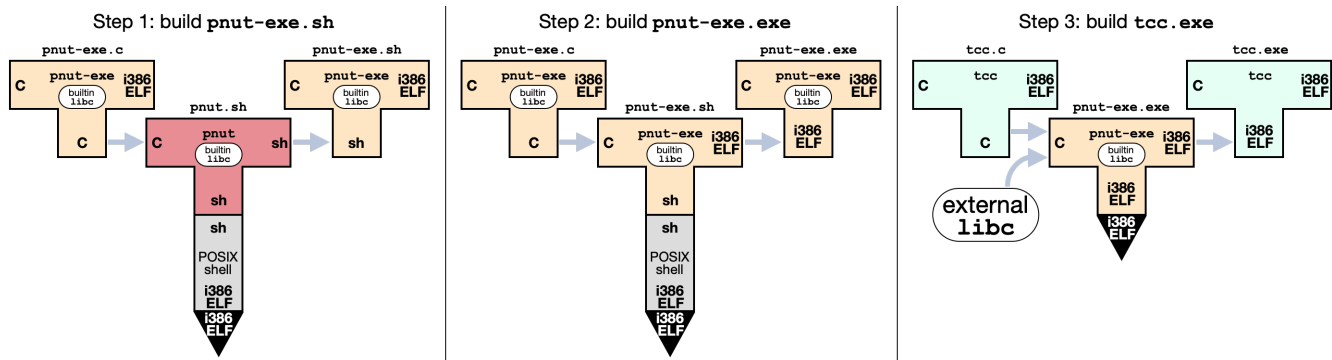 Step 1: build pnut-exe.sh
pnut-exe.c
C
pnut-exe
i386
ELF
builtin
libc
C
pnut.sh
C
pnut
sh
builtin
libc
sh
sh
POSIX
shell
i386
ELF
i386
ELF
pnut-exe.sh
C
pnut-exe
i386
ELF
builtin
libc
sh
Step 2: build pnut-exe.exe
pnut-exe.c
C
pnut-exe
i386
ELF
builtin
libc
C
pnut-exe.sh
C
pnut-exe
i386
ELF
builtin
libc
sh
sh
POSIX
shell
i386
ELF
i386
ELF
pnut-exe.exe
C
pnut-exe
i386
ELF
builtin
libc
i386
ELF
Step 3: build tcc.exe
tcc.c
C
tcc
i386
ELF
C
external
libc
pnut-exe.exe
C
pnut-exe
i386
ELF
builtin
libc
i386
ELF
i386
ELF
tcc.exe
C
tcc
i386
ELF
i386
ELF